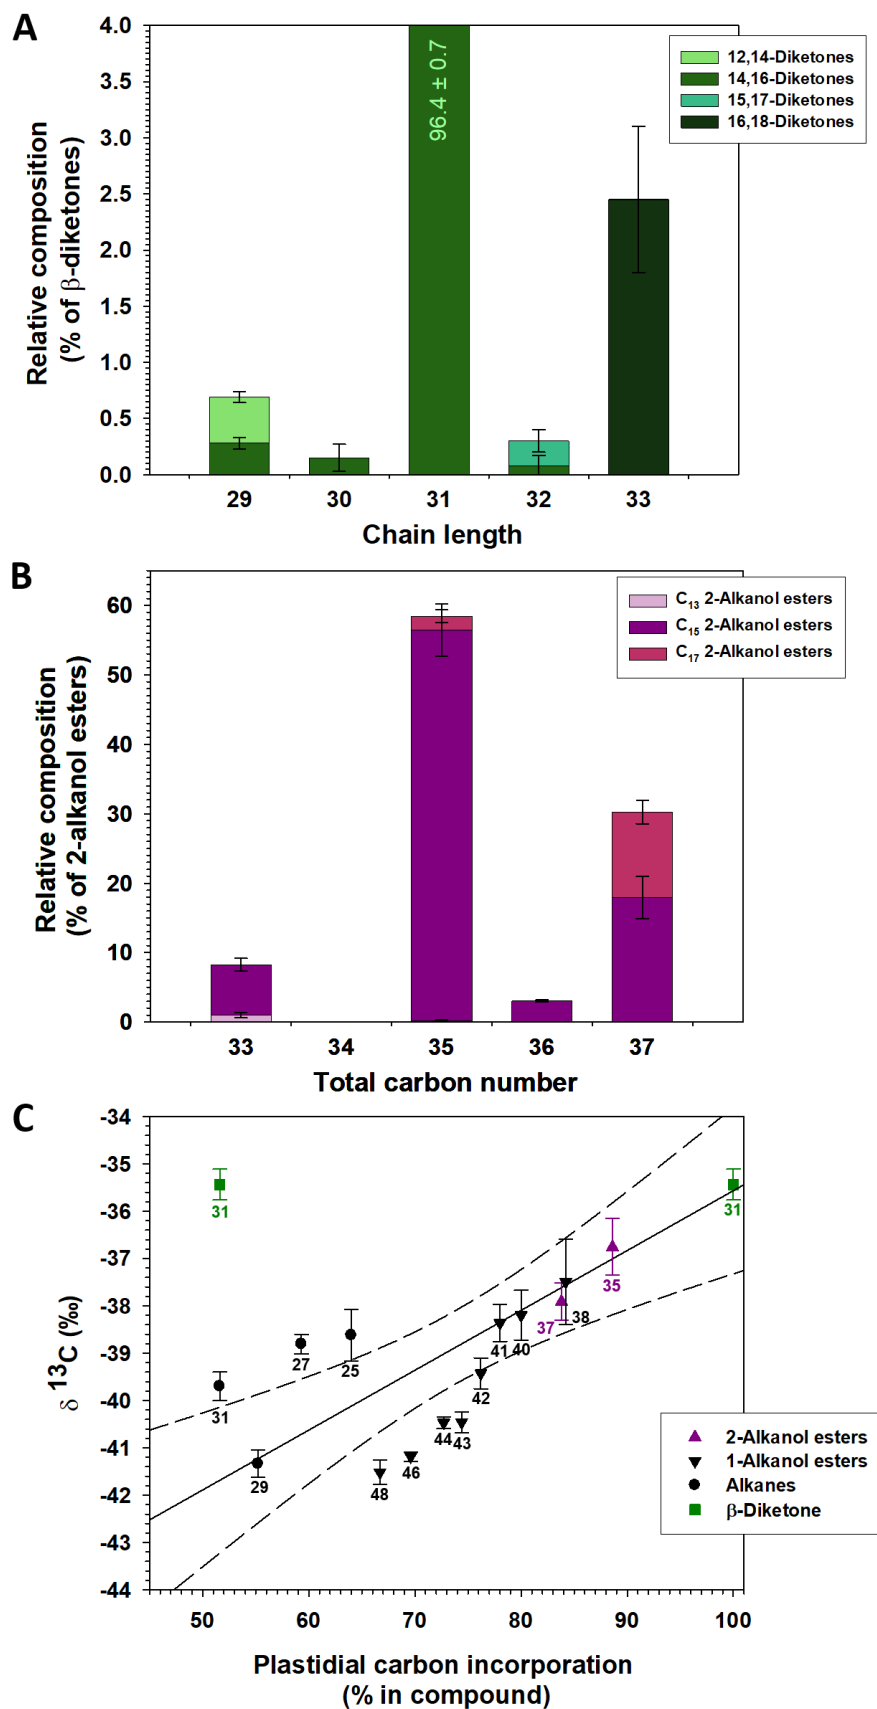 A
4.0
3.5
3.0
2.5
2.0
1.5
1.0
0.5
0.0
Relative composition
(% of β-diketones)
96.4 ± 0.7
12,14-Diketones
14,16-Diketones
15,17-Diketones
16,18-Diketones
29 30 31 32 33
Chain length
B
60
50
40
30
20
10
0
Relative composition
(% of 2-alkanol esters)
C13 2-Alkanol esters
C15 2-Alkanol esters
C17 2-Alkanol esters
33 34 35 36 37
Total carbon number
C
-34
-35
-36
-37
-38
-39
-40
-41
-42
-43
-44
δ 13C (‰)
31
31
35
37
38
41
40
27
25
42
31
44
43
29
46
48
2-Alkanol esters
1-Alkanol esters
Alkanes
β-Diketone
50 60 70 80 90 100
Plastidial carbon incorporation
(% in compound)